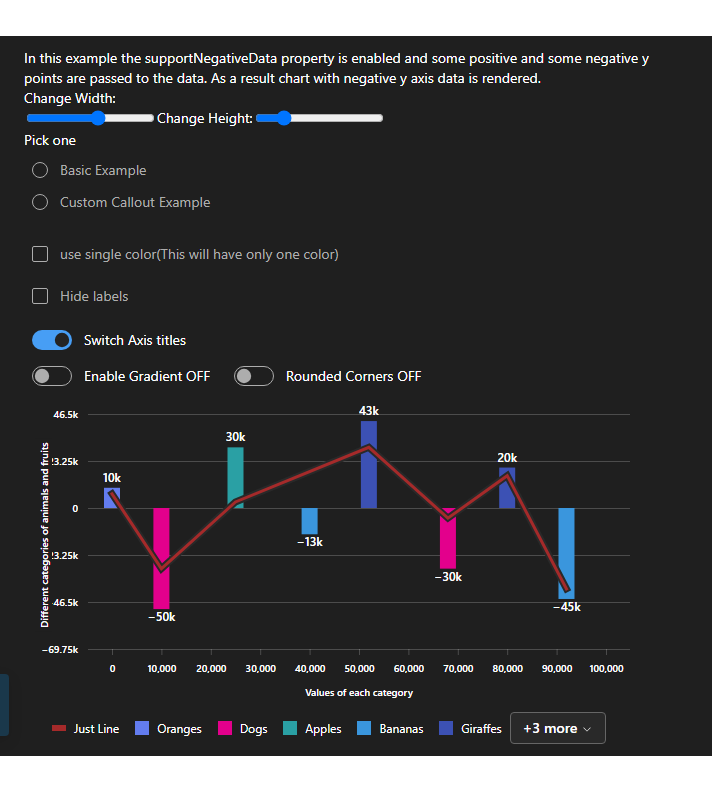 In this example the supportNegativeData property is enabled and some positive and some negative y
points are passed to the data. As a result chart with negative y axis data is rendered.
Change Width:
Change Height:
Pick one
Basic Example
Custom Callout Example
use single color(This will have only one color)
Hide labels
Switch Axis titles
Enable Gradient OFF Rounded Corners OFF
Different categories of animals and fruits
46.5k
3.25k
0
3.25k
-46.5k
−69.75k
10k
−50k
30k
−13k
43k
−30k
20k
−45k
0 10,000 20,000 30,000 40,000 50,000 60,000 70,000 80,000 90,000 100,000
Values of each category
Just Line Oranges Dogs Apples Bananas Giraffes +3 more